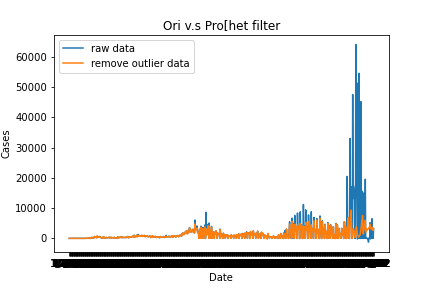 Ori v.s Pro[het filter
raw data
remove outlier data
60000
50000
40000
30000
20000
10000
0
Cases
Date